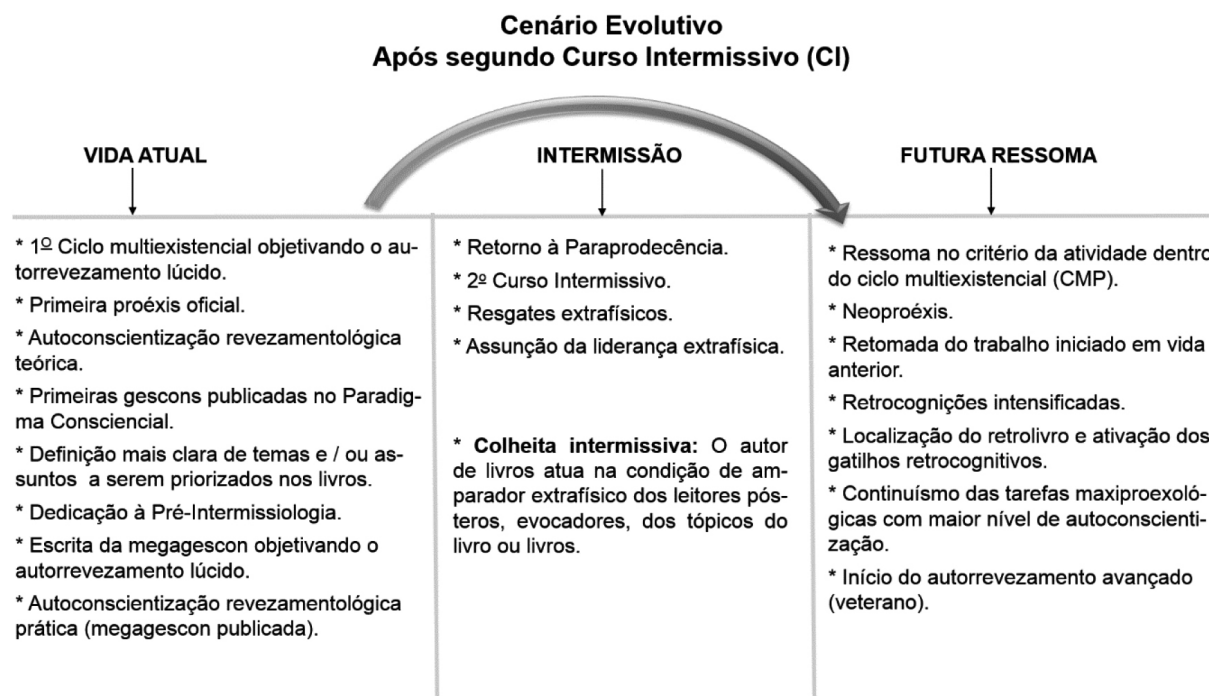 Cenário Evolutivo
Após segundo Curso Intermissivo (CI)
VIDA ATUAL
* 1º Ciclo multiexistencial objetivando o au-
torrevezamento lúcido.
* Primeira proéxis oficial.
* Autoconscientização revezamentológica
teórica.
* Primeiras gescons publicadas no Paradig-
ma Consciencial.
* Definição mais clara de temas e / ou as-
suntos a serem priorizados nos livros.
* Dedicação à Pré-Intermissiologia.
* Escrita da megagescon objetivando o
autorrevezamento lúcido.
* Autoconscientização revezamentológica
prática (megagescon publicada).
INTERMISSÃO
* Retorno à Paraprodecência.
* 2º Curso Intermissivo.
* Resgates extrafísicos.
* Assunção da liderança extrafísica.
* Colheita intermissiva: O autor
de livros atua na condição de am-
parador extrafísico dos leitores pós-
teros, evocadores, dos tópicos do
livro ou livros.
FUTURA RESSOMA
* Ressoma no critério da atividade dentro
do ciclo multiexistencial (CMP).
* Neoproéxis.
* Retomada do trabalho iniciado em vida
anterior.
* Retrocognições intensificadas.
* Localização do retrolivro e ativação dos
gatilhos retrocognitivos.
* Continuísmo das tarefas maxiproexoló-
gicas com maior nível de autoconscienti-
zação.
* Início do autorrevezamento avançado
(veterano).